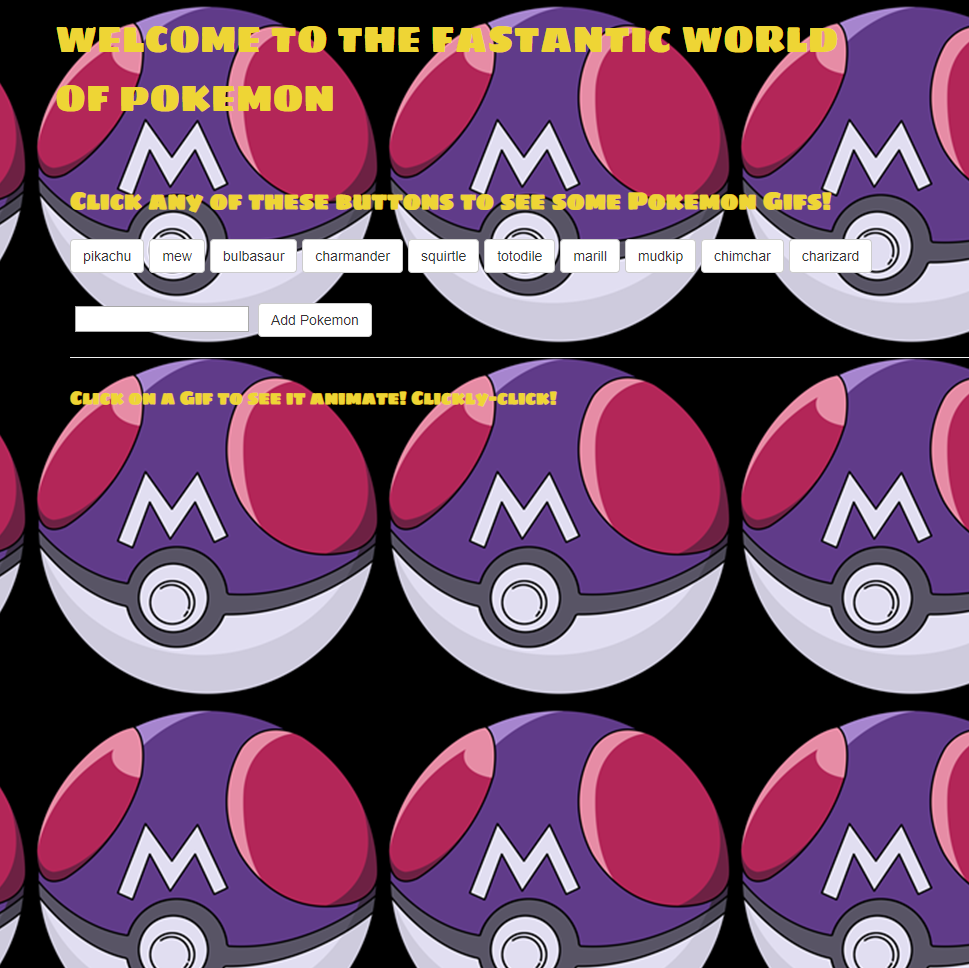 WELCOME TO THE FASTANTIC WORLD
OF POKEMON
Click any of these buttons to see some Pokemon Gifs!
pikachu mew bulbasaur charmander squirtle totodile marill mudkip chimchar charizard
Add Pokemon
Click on a Gif to see it animate! Clickly-click!
M M M
M M M
M M M